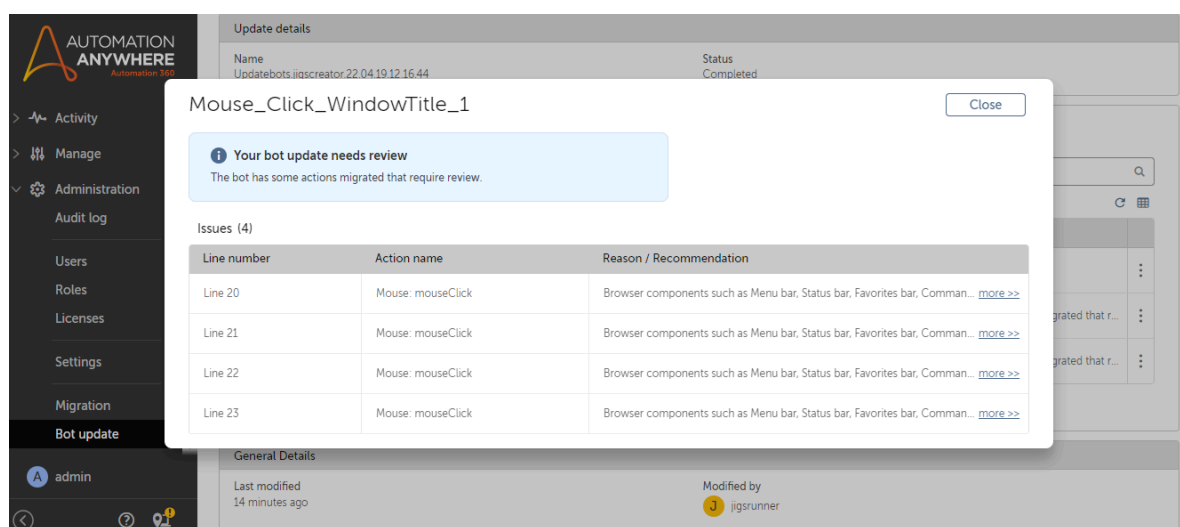 AUTOMATION
ANYWHERE
Automation 360
Activity
Manage
Administration
Audit log
Users
Roles
Licenses
Settings
Migration
Bot update
A admin
Update details
Name
Updatebots.jigscreator.22.04.19.12.16.44
Status
Completed
Mouse_Click_WindowTitle_1
Close
Your bot update needs review
The bot has some actions migrated that require review.
Issues (4)
Line number Action name Reason / Recommendation
Line 20 Mouse: mouseClick Browser components such as Menu bar, Status bar, Favorites bar, Comman... more >>
Line 21 Mouse: mouseClick Browser components such as Menu bar, Status bar, Favorites bar, Comman... more >>
Line 22 Mouse: mouseClick Browser components such as Menu bar, Status bar, Favorites bar, Comman... more >>
Line 23 Mouse: mouseClick Browser components such as Menu bar, Status bar, Favorites bar, Comman... more >>
grated that r...
grated that r...
General Details
Last modified
14 minutes ago
Modified by
J jigsrunner